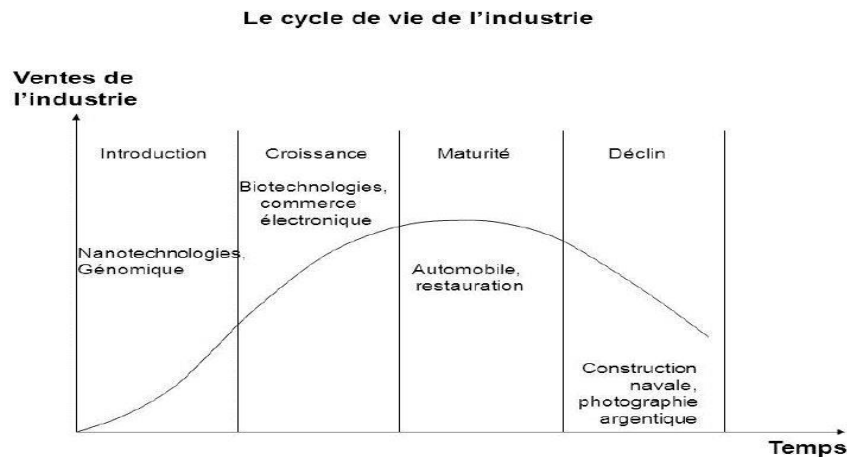 Le cycle de vie de l'industrie
Ventes de
l'industrie
Introduction
Croissance
Maturité
Déclin
Biotechnologies,
commerce
électronique
Nanotechnologies,
Génomique
Automobile,
restauration
Construction
navale,
photographie
argentique
Temps